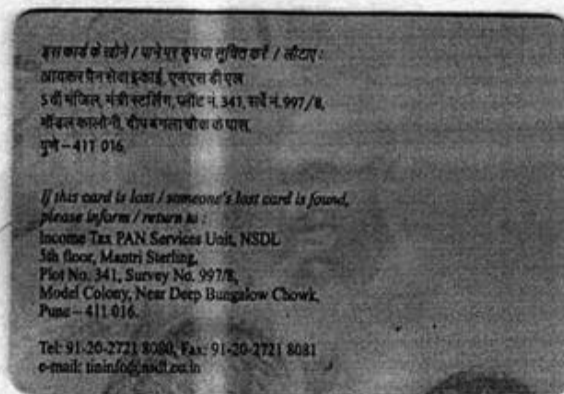 इस कार्ड के खोने / पाने पर कृपया सूचित करें / लौटाएं :
आयकर पैन सेवा इकाई, एनएसडीएल
5 वीं मंजिल, मंत्री स्टर्लिंग, प्लॉट नं. 341, सर्वे नं. 997/8,
मॉडल कालोनी, दीप बंगला चौक के पास,
पुणे – 411 016.
If this card is lost / someone's lost card is found,
please inform / return to :
Income Tax PAN Services Unit, NSDL
5th floor, Mantri Sterling,
Plot No. 341, Survey No. 997/8,
Model Colony, Near Deep Bungalow Chowk,
Pune – 411 016.
Tel: 91-20-2721 8080, Fax: 91-20-2721 8081
e-mail: tininfo@nsdl.co.in